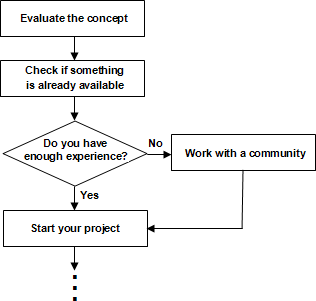 Evaluate the concept
Check if something
is already available
Do you have
enough experience?
No
Work with a community
Yes
Start your project